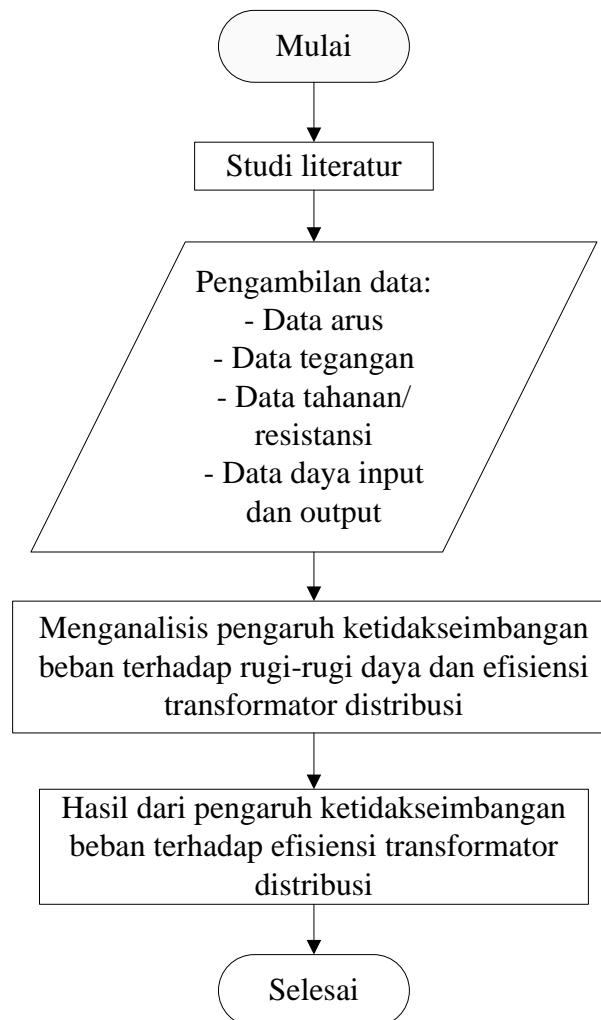 Mulai
Studi literatur
Pengambilan data:
- Data arus
- Data tegangan
- Data tahanan/
resistansi
- Data daya input
dan output
Menganalisis pengaruh ketidakseimbangan
beban terhadap rugi-rugi daya dan efisiensi
transformator distribusi
Hasil dari pengaruh ketidakseimbangan
beban terhadap efisiensi transformator
distribusi
Selesai